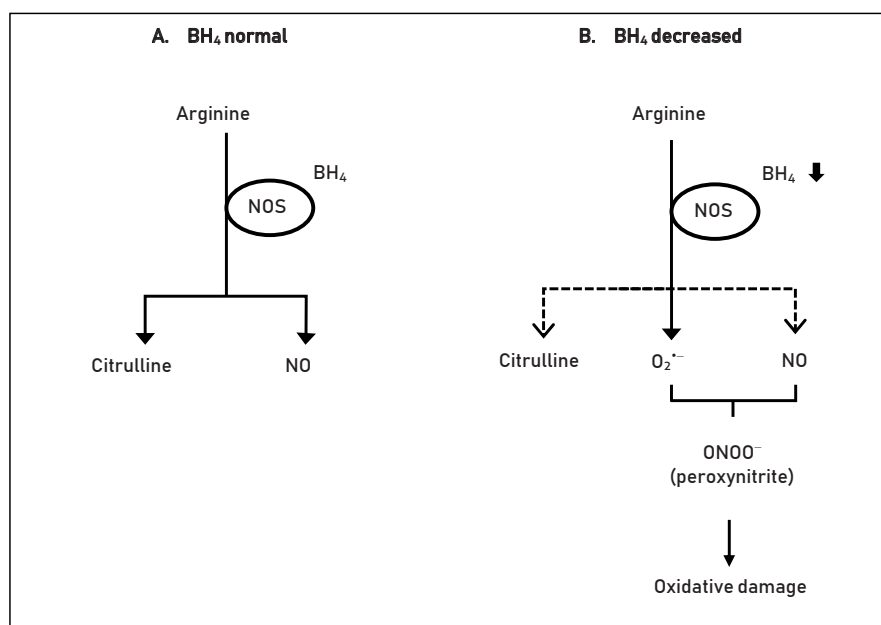 A. BH₄ normal
Arginine
BH₄
NOS
Citrulline
NO
B. BH₄ decreased
Arginine
BH₄
NOS
Citrulline
O₂•−
NO
ONOO−
(peroxynitrite)
Oxidative damage